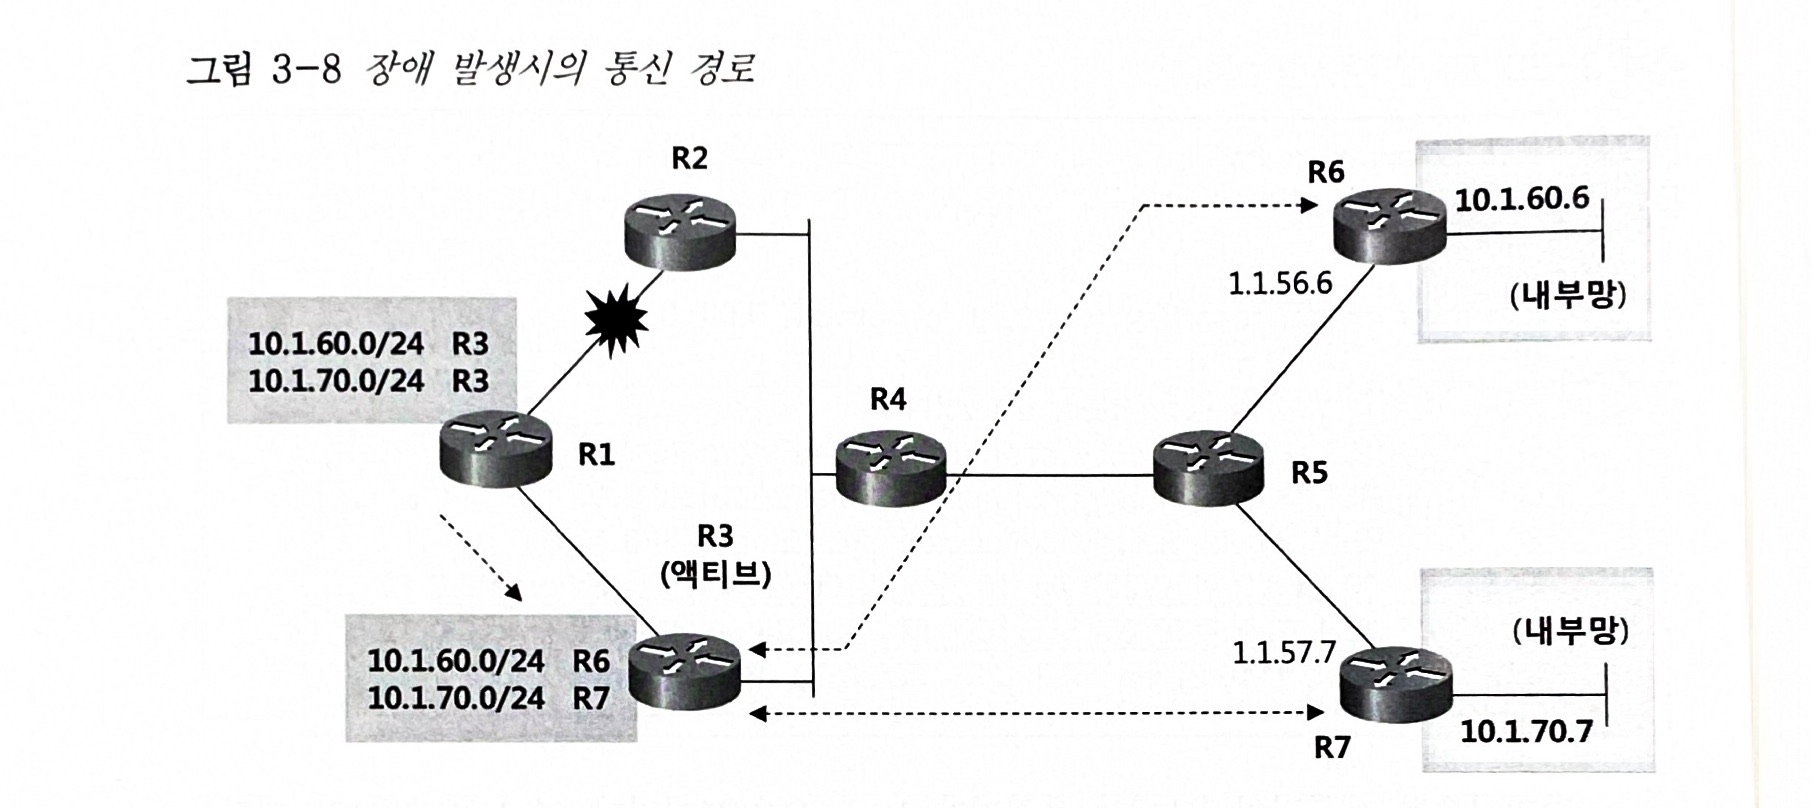 그림 3-8 장애 발생시의 통신 경로
R2
R6
10.1.60.6
1.1.56.6
(내부망)
10.1.60.0/24 R3
10.1.70.0/24 R3
R1
R4
R5
R3
(액티브)
10.1.60.0/24 R6
10.1.70.0/24 R7
1.1.57.7
(내부망)
R7
10.1.70.7